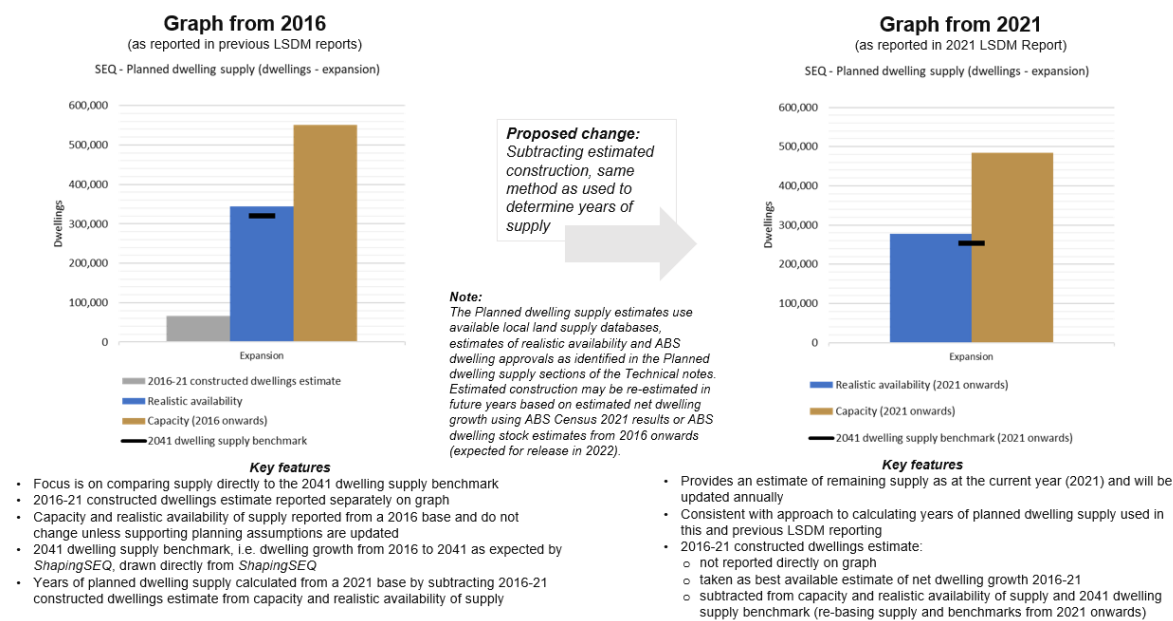 Graph from 2016
(as reported in previous LSDM reports)
SEQ - Planned dwelling supply (dwellings - expansion)
600,000
500,000
400,000
300,000
200,000
100,000
0
Dwellings
Expansion
2016-21 constructed dwellings estimate
Realistic availability
Capacity (2016 onwards)
2041 dwelling supply benchmark
Proposed change:
Subtracting estimated
construction, same
method as used to
determine years of
supply
Note:
The Planned dwelling supply estimates use
available local land supply databases,
estimates of realistic availability and ABS
dwelling approvals as identified in the Planned
dwelling supply sections of the Technical notes.
Estimated construction may be re-estimated in
future years based on estimated net dwelling
growth using ABS Census 2021 results or ABS
dwelling stock estimates from 2016 onwards
(expected for release in 2022).
Graph from 2021
(as reported in 2021 LSDM Report)
SEQ - Planned dwelling supply (dwellings - expansion)
600,000
500,000
400,000
300,000
200,000
100,000
0
Dwellings
Expansion
Realistic availability (2021 onwards)
Capacity (2021 onwards)
2041 dwelling supply benchmark (2021 onwards)
Key features
• Focus is on comparing supply directly to the 2041 dwelling supply benchmark
• 2016-21 constructed dwellings estimate reported separately on graph
• Capacity and realistic availability of supply reported from a 2016 base and do not
change unless supporting planning assumptions are updated
• 2041 dwelling supply benchmark, i.e. dwelling growth from 2016 to 2041 as expected by
ShapingSEQ, drawn directly from ShapingSEQ
• Years of planned dwelling supply calculated from a 2021 base by subtracting 2016-21
constructed dwellings estimate from capacity and realistic availability of supply
Key features
• Provides an estimate of remaining supply as at the current year (2021) and will be
updated annually
• Consistent with approach to calculating years of planned dwelling supply used in
this and previous LSDM reporting
• 2016-21 constructed dwellings estimate:
o not reported directly on graph
o taken as best available estimate of net dwelling growth 2016-21
o subtracted from capacity and realistic availability of supply and 2041 dwelling
supply benchmark (re-basing supply and benchmarks from 2021 onwards)